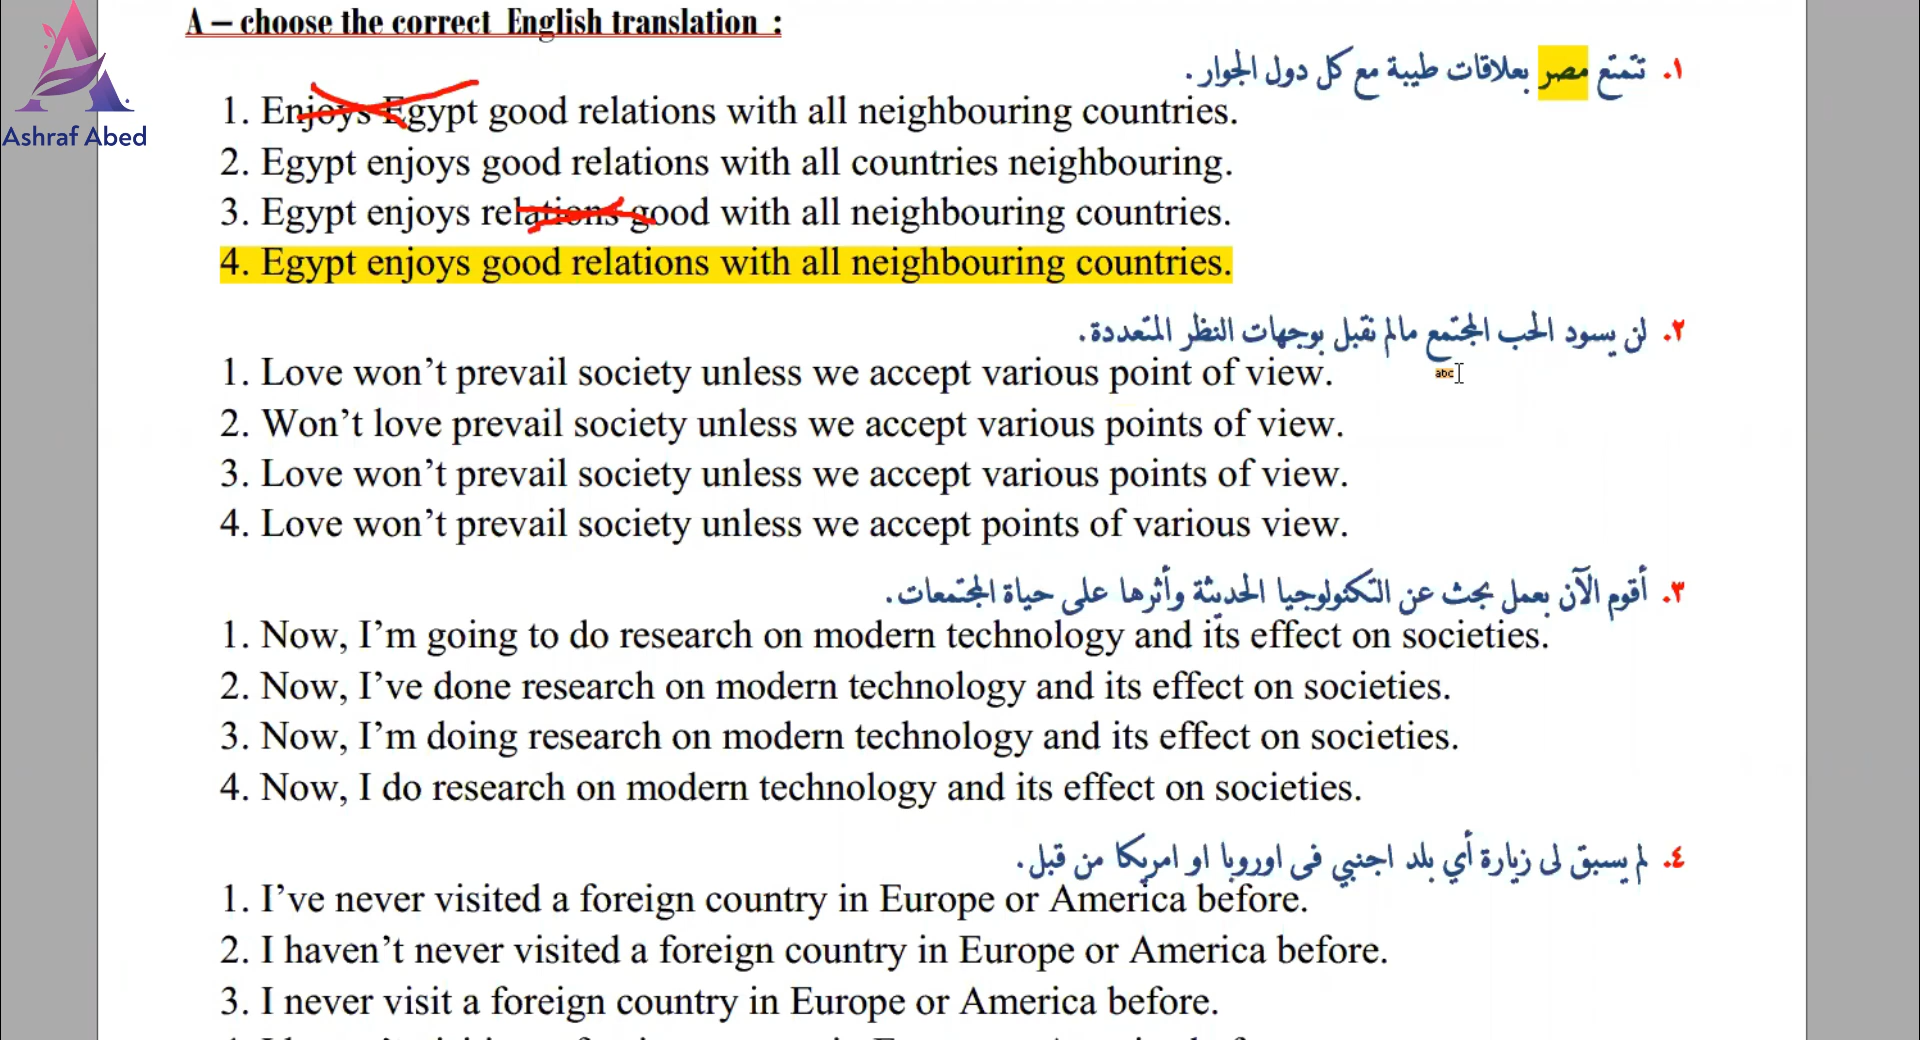 A – choose the correct English translation :
Ashraf Abed
١. تتمتع مصر بعلاقات طيبة مع كل دول الجوار.
1. Enjoys Egypt good relations with all neighbouring countries.
2. Egypt enjoys good relations with all countries neighbouring.
3. Egypt enjoys relations good with all neighbouring countries.
4. Egypt enjoys good relations with all neighbouring countries.
٢. لن يسود الحب المجتمع مالم نقبل بوجهات النظر المتعددة.
1. Love won’t prevail society unless we accept various point of view.
abc
2. Won’t love prevail society unless we accept various points of view.
3. Love won’t prevail society unless we accept various points of view.
4. Love won’t prevail society unless we accept points of various view.
٣. أقوم الآن بعمل بحث عن التكنولوجيا الحديثة وأثرها على حياة المجتمعات.
1. Now, I’m going to do research on modern technology and its effect on societies.
2. Now, I’ve done research on modern technology and its effect on societies.
3. Now, I’m doing research on modern technology and its effect on societies.
4. Now, I do research on modern technology and its effect on societies.
٤. لم يسبق لى زيارة أي بلد اجنبي فى اوروبا او امريكا من قبل.
1. I’ve never visited a foreign country in Europe or America before.
2. I haven’t never visited a foreign country in Europe or America before.
3. I never visit a foreign country in Europe or America before.